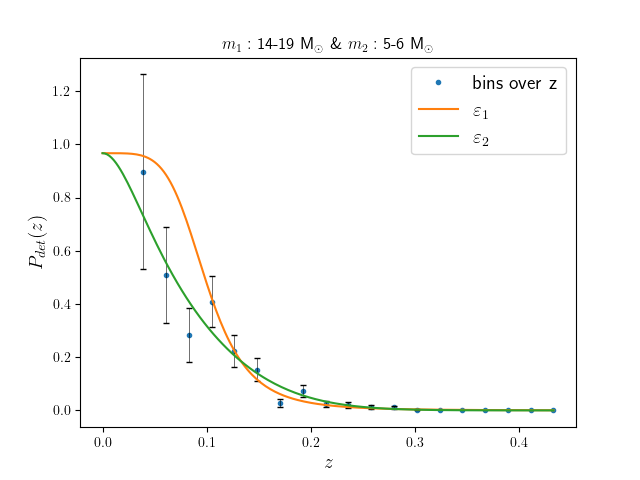 m₁ : 14-19 M⊙ & m₂ : 5-6 M⊙
bins over z
ε₁
ε₂
P_det(z)
1.2
1.0
0.8
0.6
0.4
0.2
0.0
0.0 0.1 0.2 0.3 0.4
z